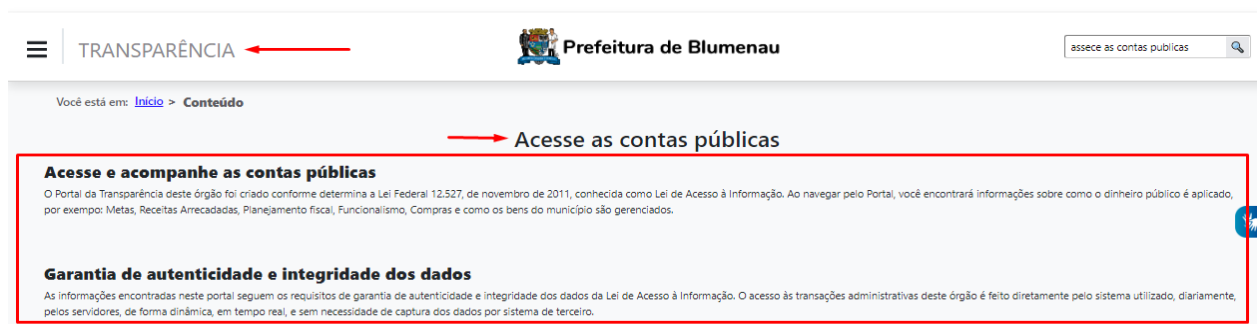 TRANSPARÊNCIA
Prefeitura de Blumenau
assece as contas publicas
Você está em: Início > Conteúdo
Acesse as contas públicas
Acesse e acompanhe as contas públicas
O Portal da Transparência deste órgão foi criado conforme determina a Lei Federal 12.527, de novembro de 2011, conhecida como Lei de Acesso à Informação. Ao navegar pelo Portal, você encontrará informações sobre como o dinheiro público é aplicado,
por exempo: Metas, Receitas Arrecadadas, Planejamento fiscal, Funcionalismo, Compras e como os bens do município são gerenciados.
Garantia de autenticidade e integridade dos dados
As informações encontradas neste portal seguem os requisitos de garantia de autenticidade e integridade dos dados da Lei de Acesso à Informação. O acesso às transações administrativas deste órgão é feito diretamente pelo sistema utilizado, diariamente,
pelos servidores, de forma dinâmica, em tempo real, e sem necessidade de captura dos dados por sistema de terceiro.